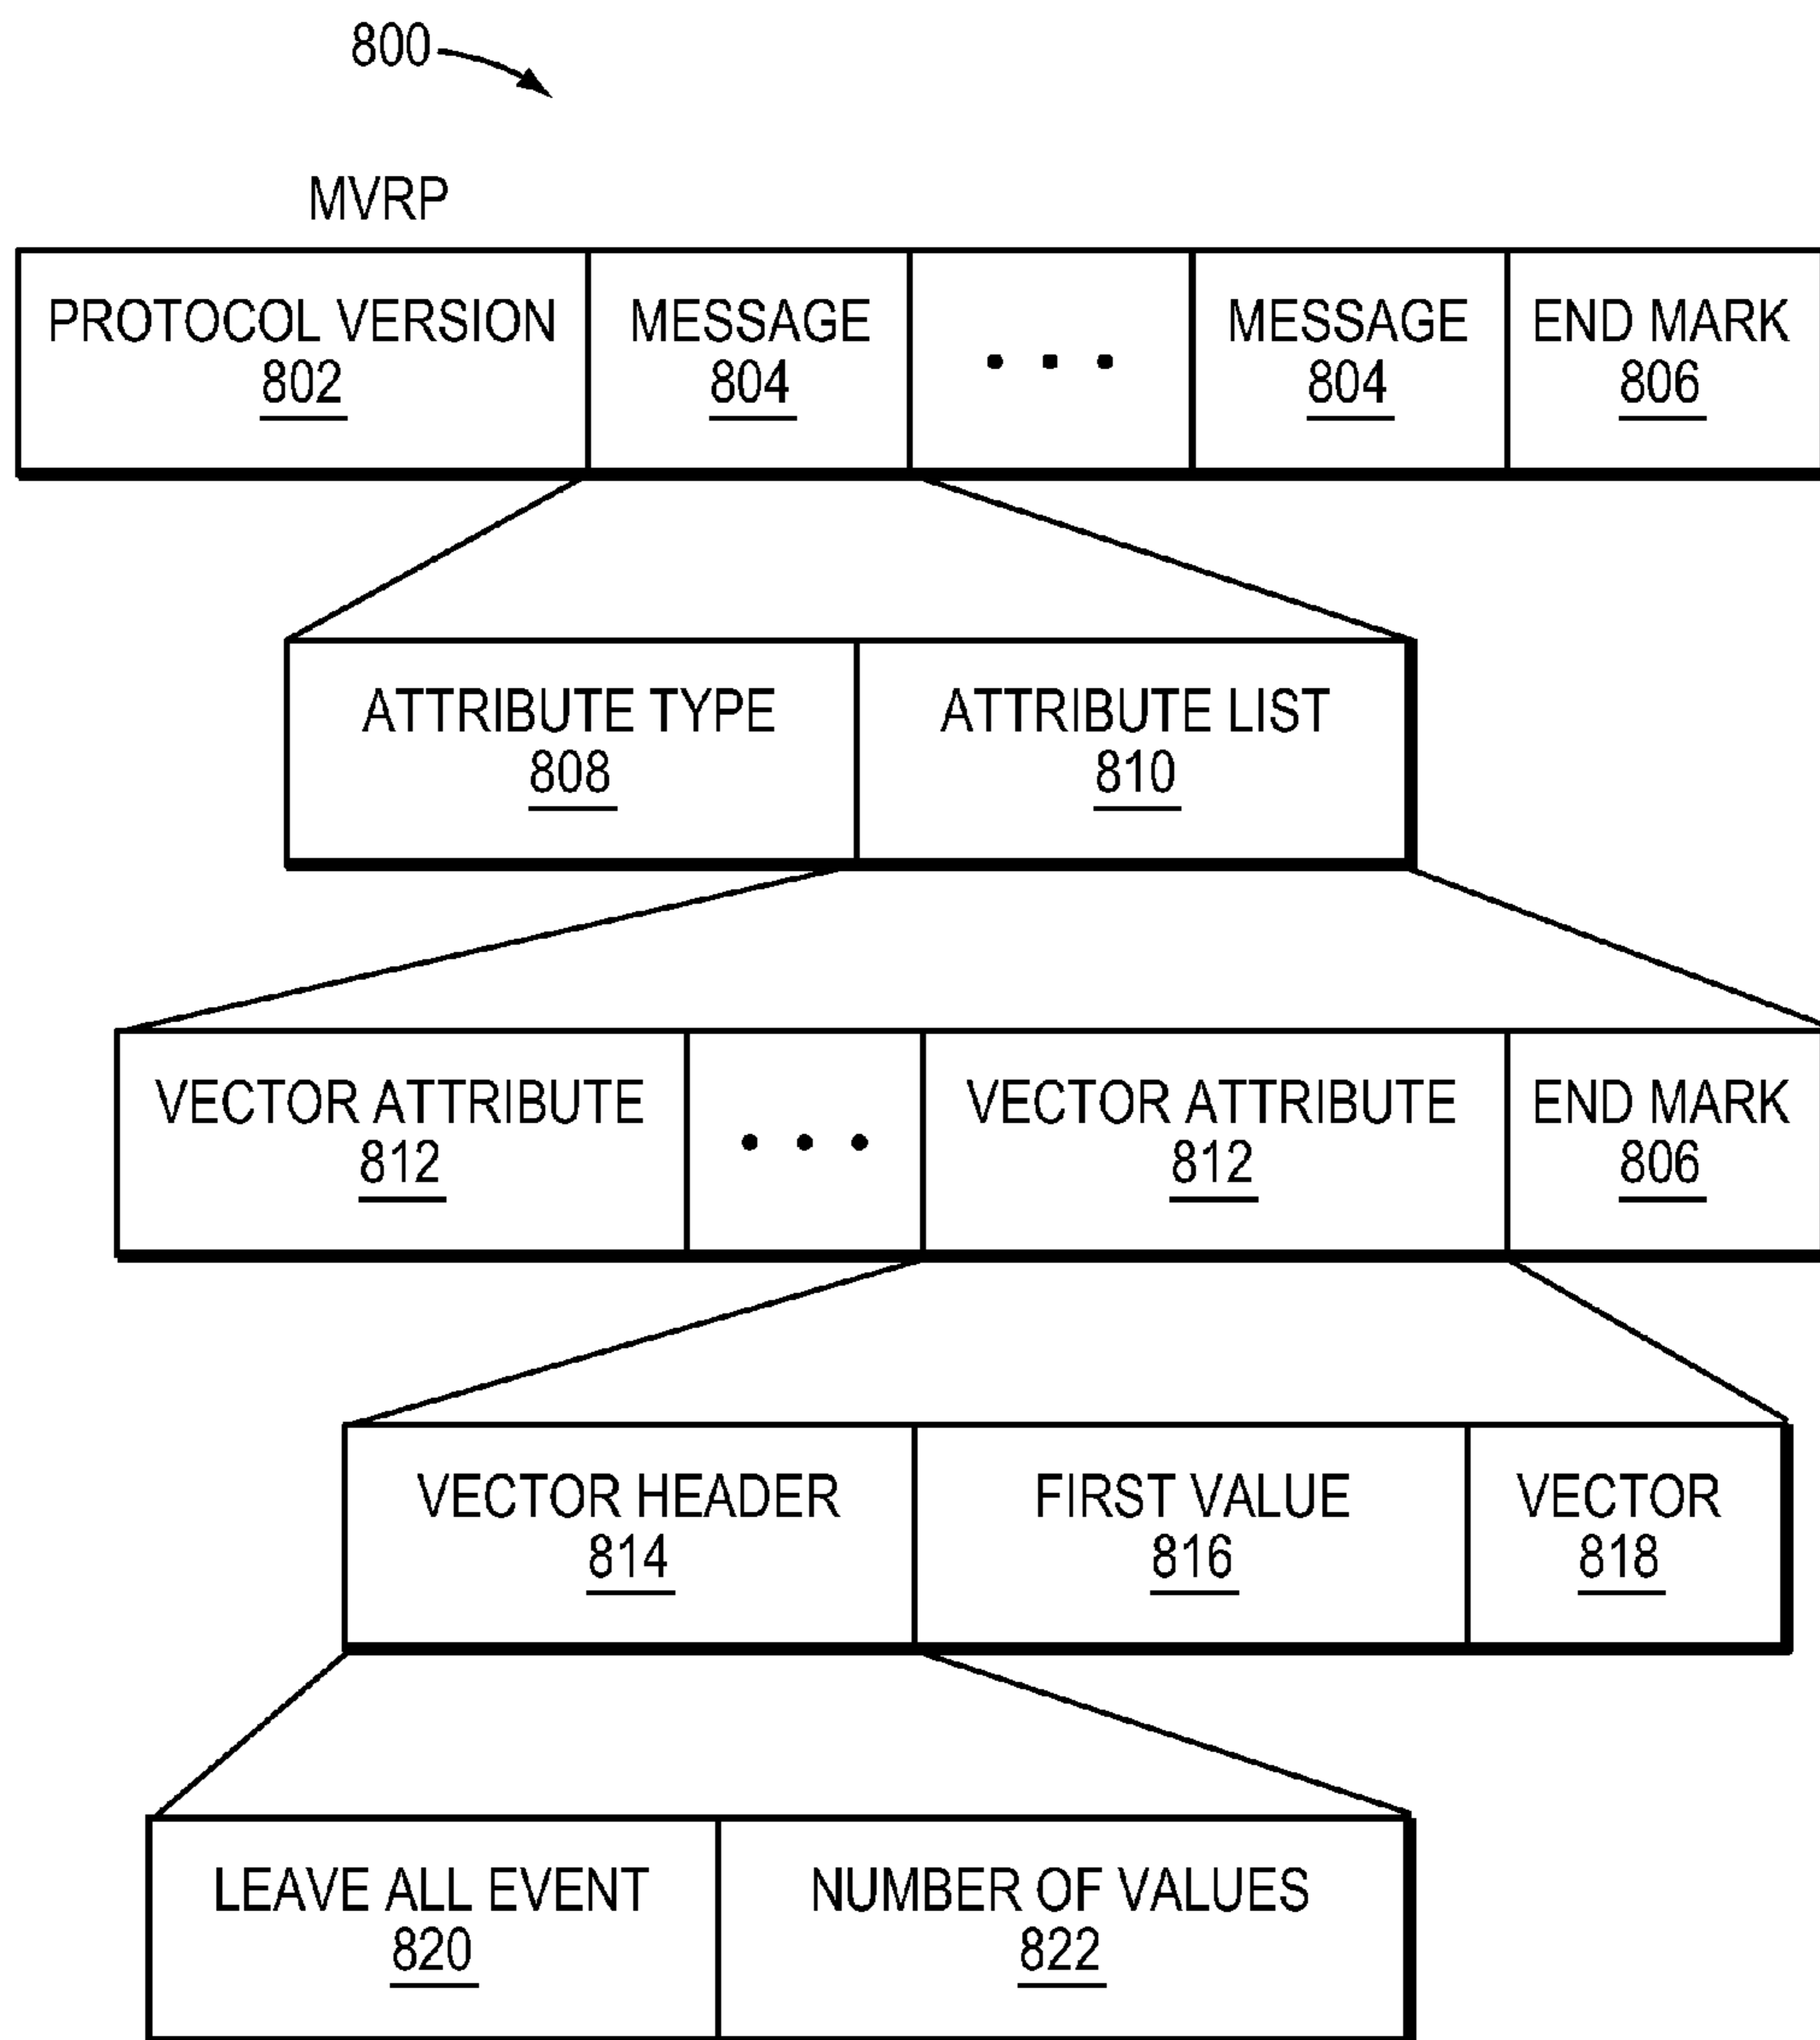 800
MVRP
PROTOCOL VERSION MESSAGE MESSAGE END MARK
802 804 ... 804 806
ATTRIBUTE TYPE ATTRIBUTE LIST
808 810
VECTOR ATTRIBUTE VECTOR ATTRIBUTE END MARK
812 ... 812 806
VECTOR HEADER FIRST VALUE VECTOR
814 816 818
LEAVE ALL EVENT NUMBER OF VALUES
820 822